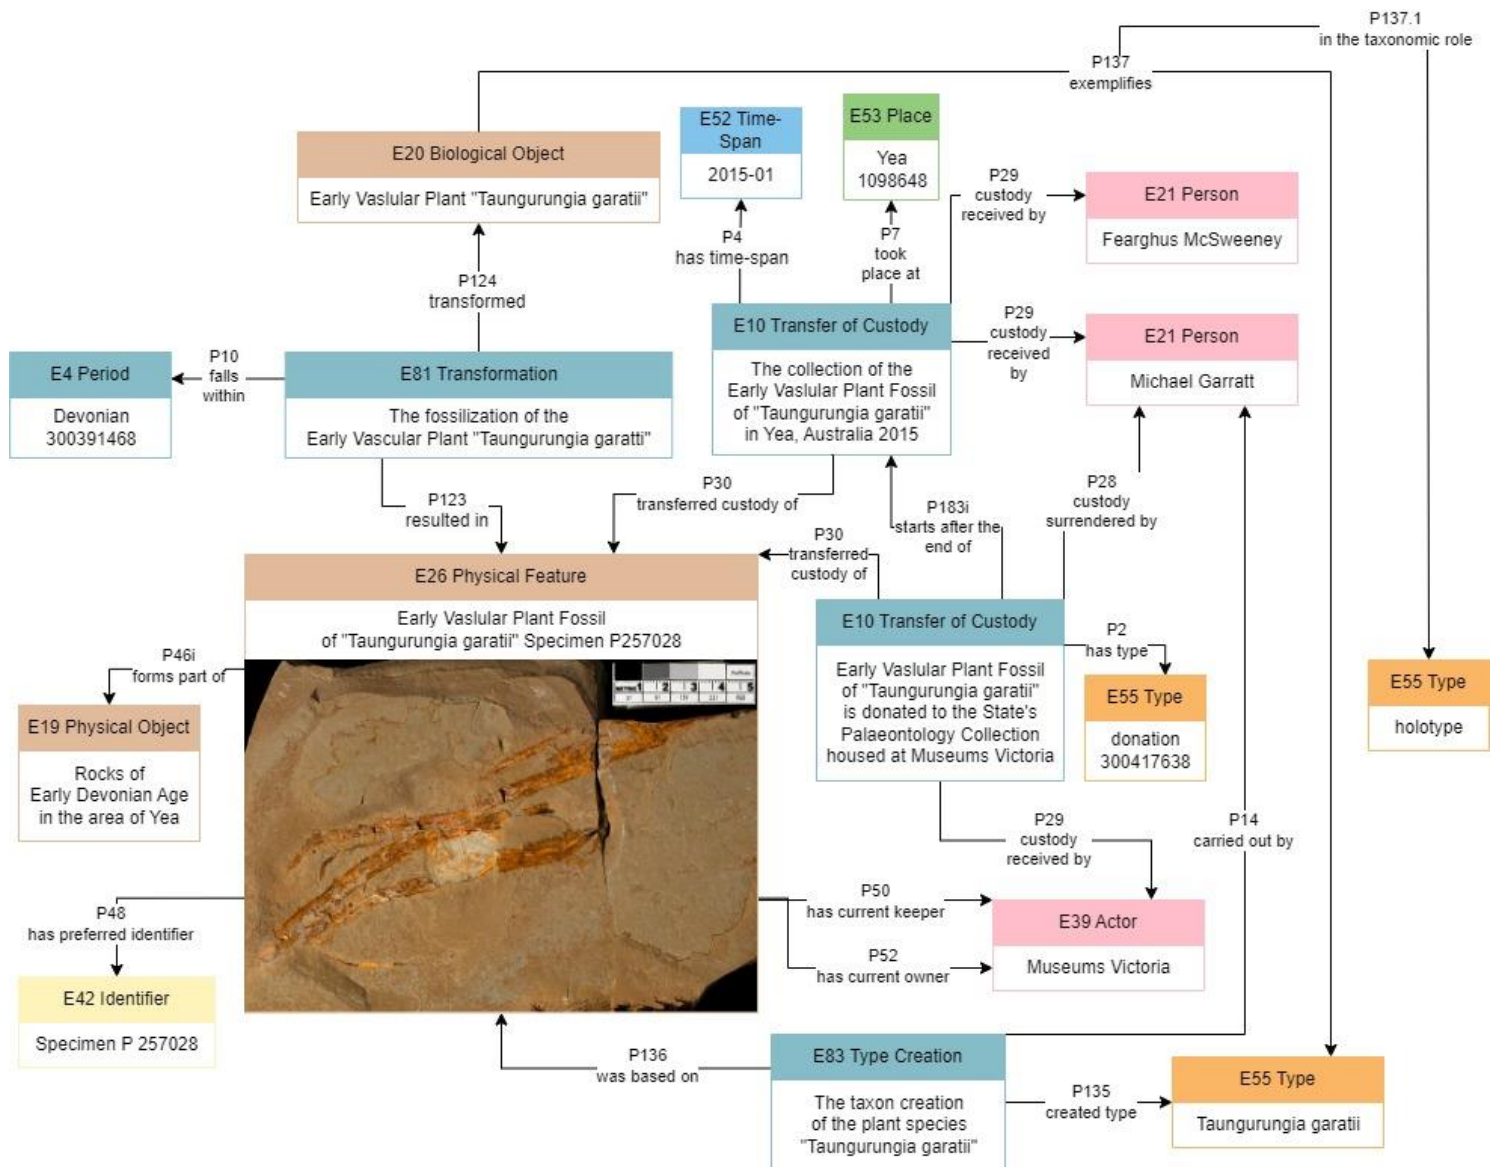 P137.1
in the taxonomic role
P137
exemplifies
E20 Biological Object
Early Vaslular Plant "Taungurungia garatii"
E52 Time-
Span
2015-01
E53 Place
Yea
1098648
P29
custody
received by
E21 Person
Fearghus McSweeney
P4
has time-span
P7
took
place at
P124
transformed
E10 Transfer of Custody
The collection of the
Early Vaslular Plant Fossil
of "Taungurungia garatii"
in Yea, Australia 2015
P29
custody
received
by
E21 Person
Michael Garratt
E4 Period
Devonian
300391468
P10
falls
within
E81 Transformation
The fossilization of the
Early Vascular Plant "Taungurungia garatti"
P123
resulted in
P30
transferred custody of
P183i
starts after the
end of
P28
custody
surrendered by
P30
transferred
custody of
E26 Physical Feature
Early Vaslular Plant Fossil
of "Taungurungia garatii" Specimen P257028
1 2 3 4 5
P46i
forms part of
E19 Physical Object
Rocks of
Early Devonian Age
in the area of Yea
E10 Transfer of Custody
Early Vaslular Plant Fossil
of "Taungurungia garatii"
is donated to the State's
Palaeontology Collection
housed at Museums Victoria
P2
has type
E55 Type
donation
300417638
E55 Type
holotype
P29
custody
received by
P14
carried out by
P48
has preferred identifier
E42 Identifier
Specimen P 257028
P50
has current keeper
P52
has current owner
E39 Actor
Museums Victoria
P136
was based on
E83 Type Creation
The taxon creation
of the plant species
"Taungurungia garatii"
P135
created type
E55 Type
Taungurungia garatii